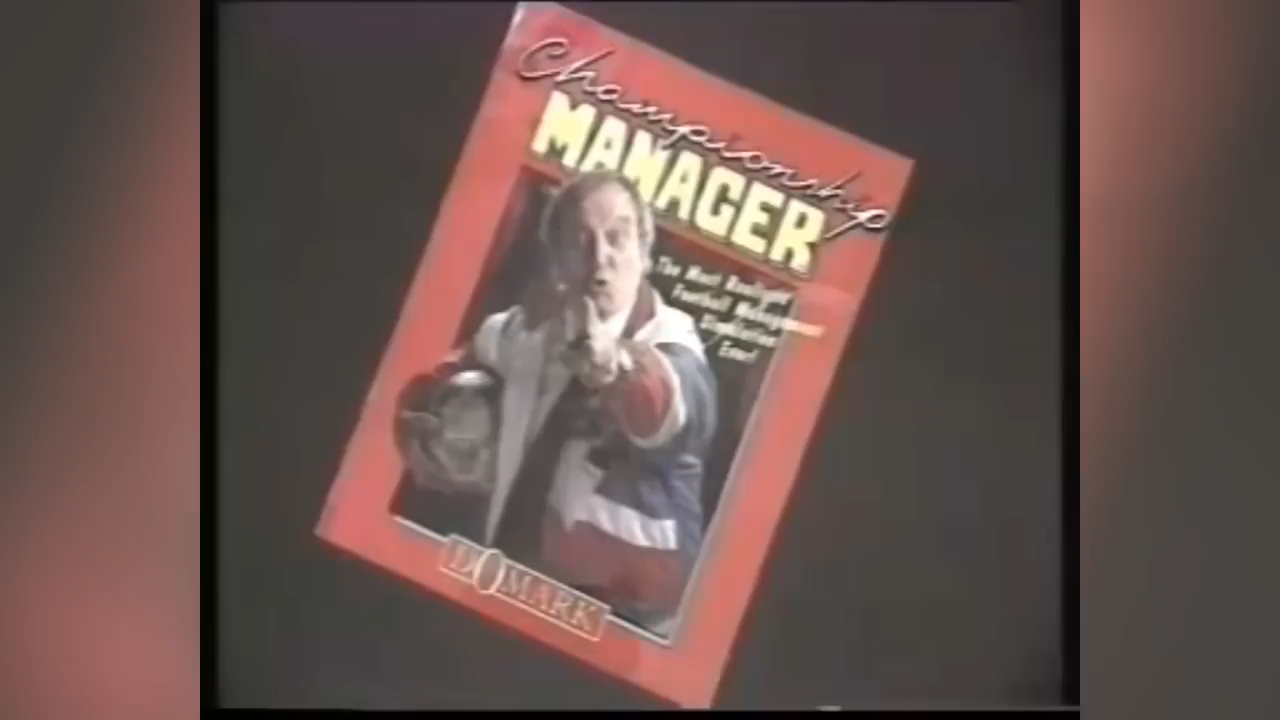 Championship
MANAGER
The Most Realistic
Football Management
Simulation
Ever!
DOMARK